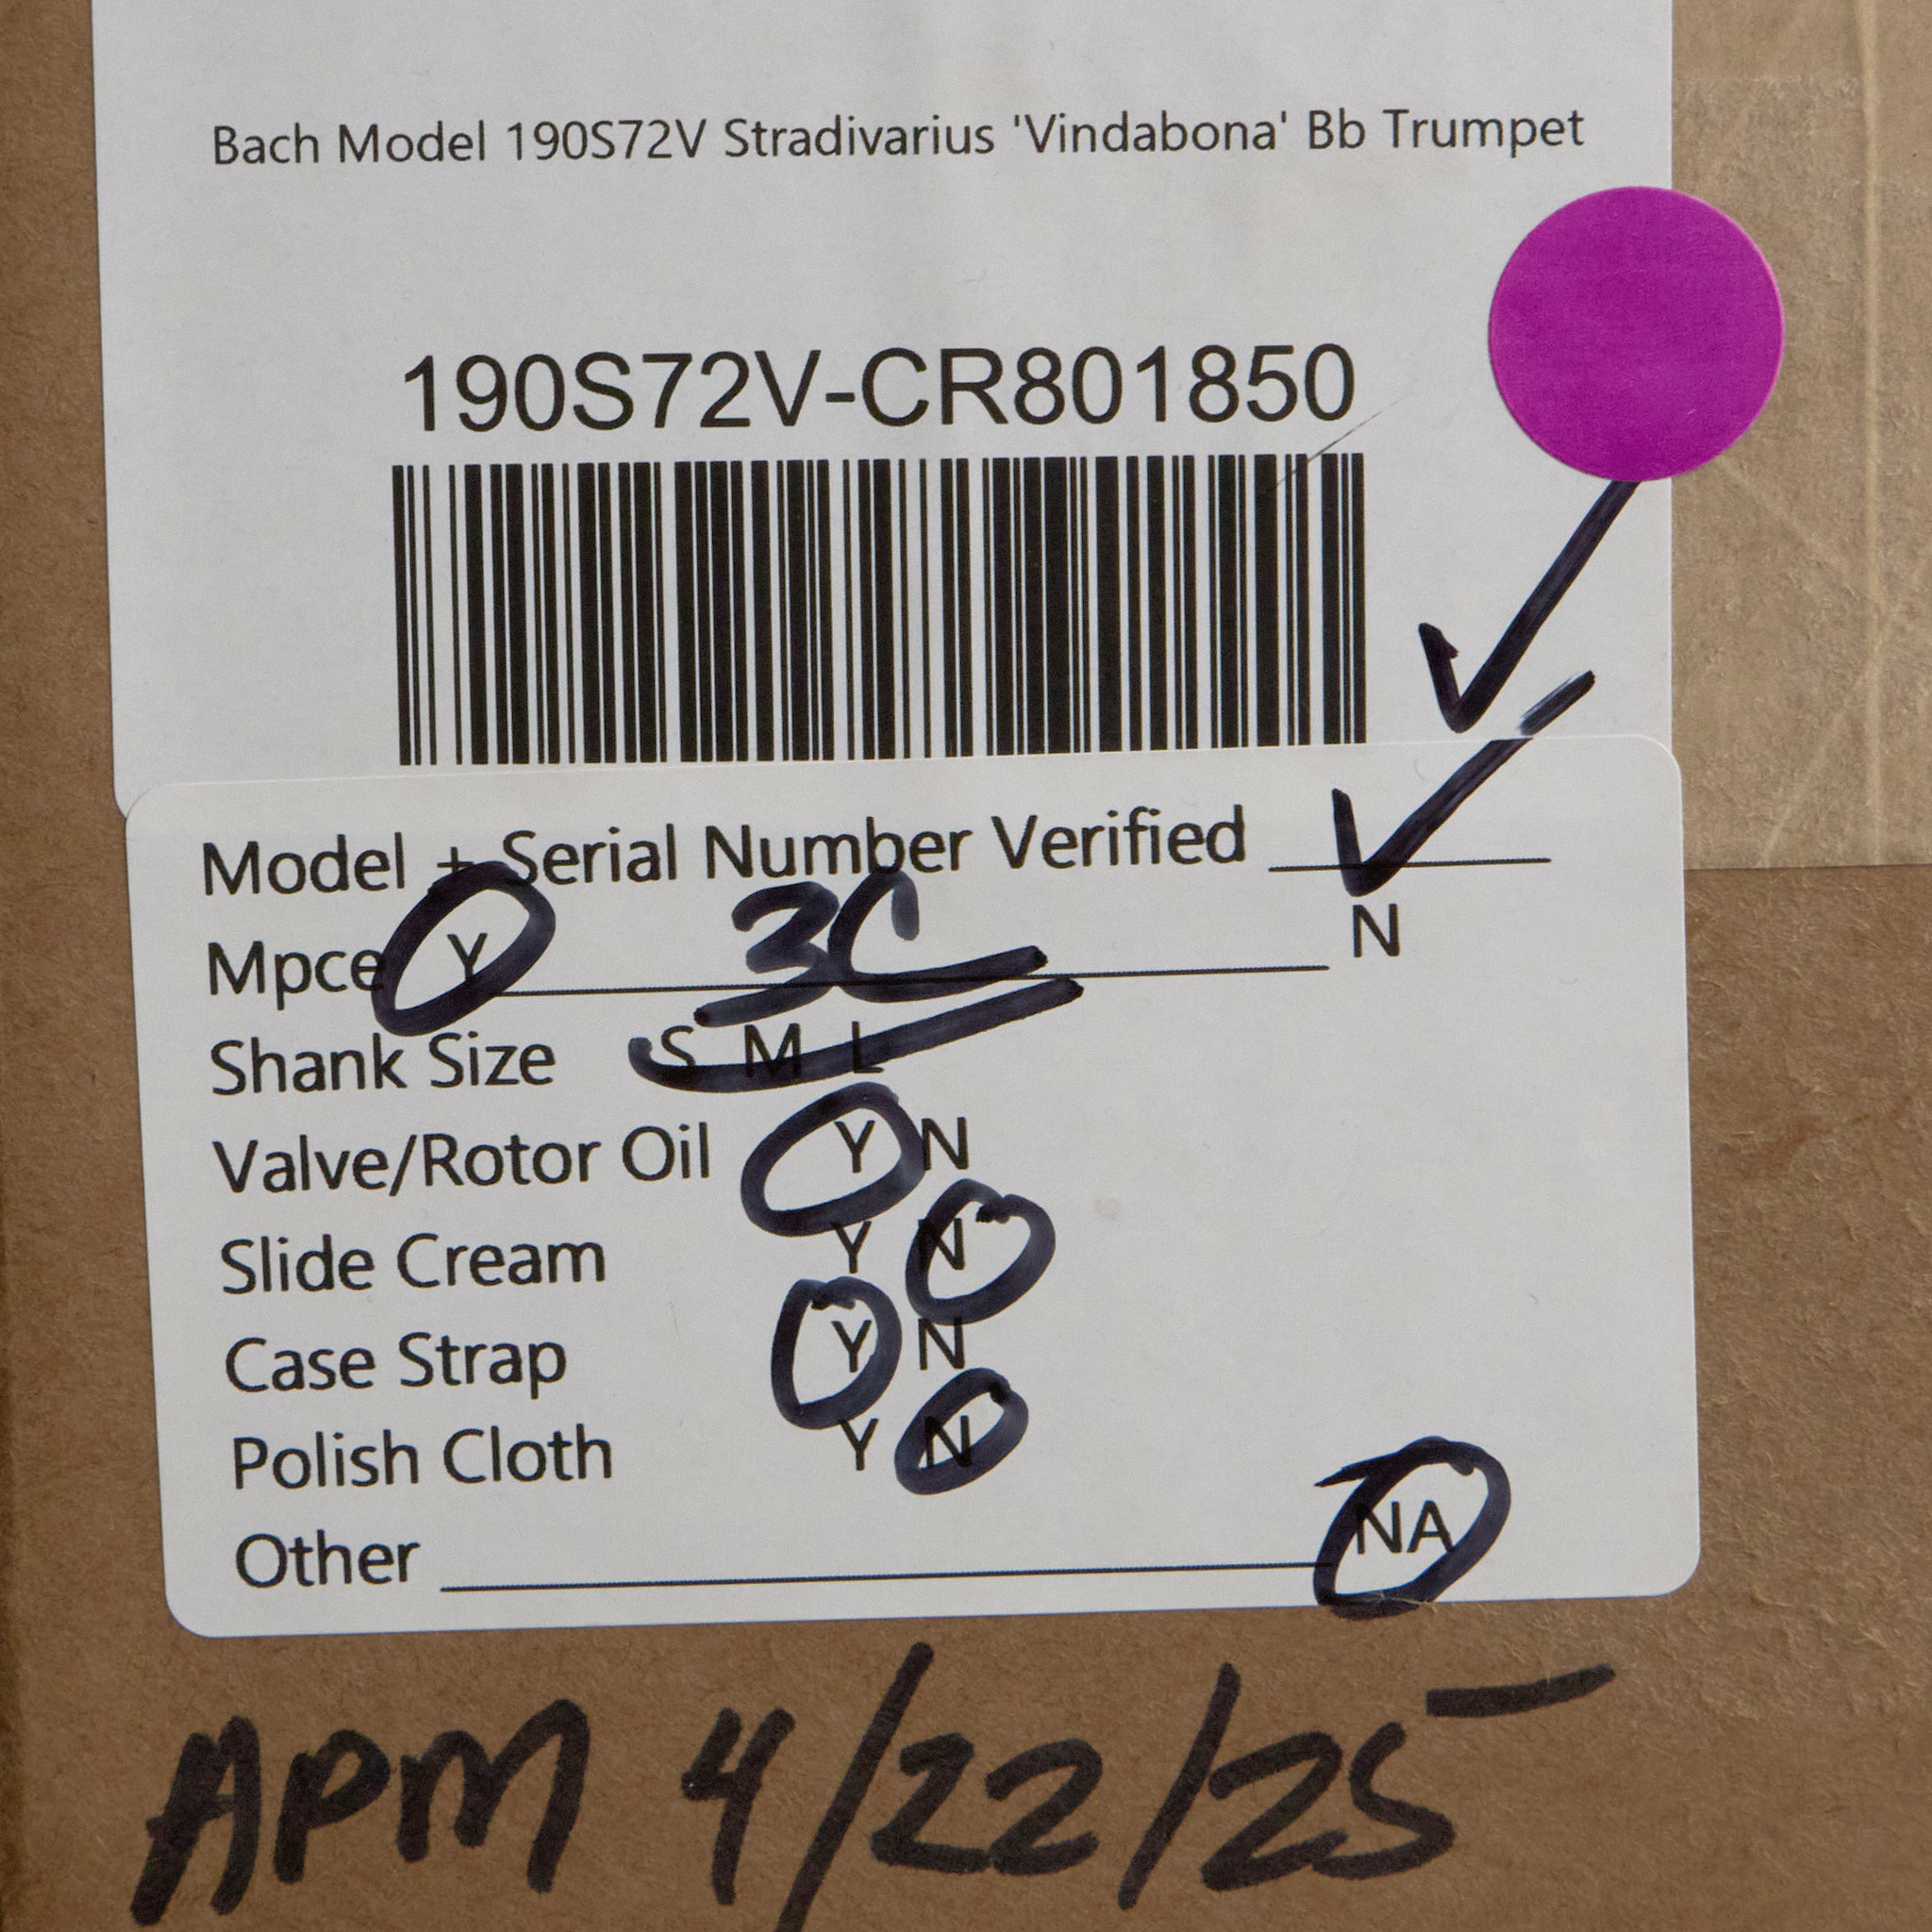 Bach Model 190S72V Stradivarius 'Vindabona' Bb Trumpet
190S72V-CR801850
Model + Serial Number Verified ✓
Mpce Y 3C N
Shank Size S M L
Valve/Rotor Oil Y N
Slide Cream Y N
Case Strap Y N
Polish Cloth Y N
Other NA
APM 4/22/25